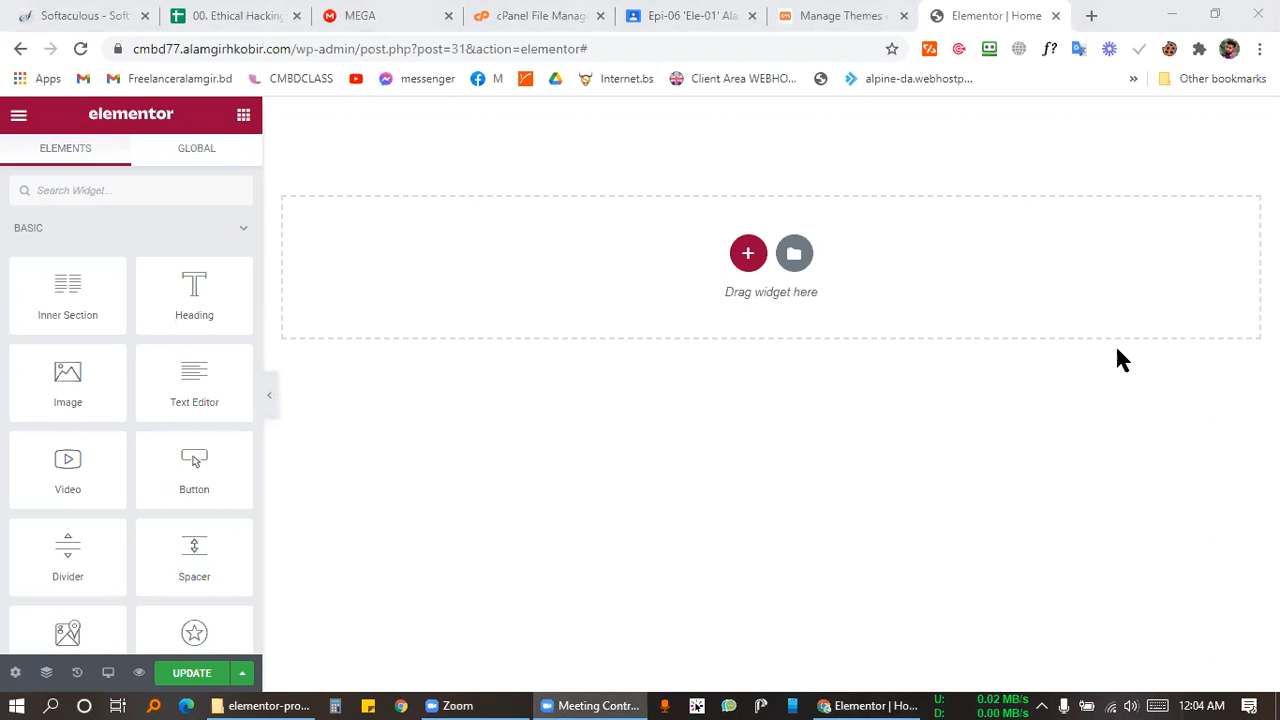 Softaculous - Soft
00. Ethical Hacking
MEGA
cPanel File Manag
Epi-06 'Ele-01' Ala
Manage Themes
Elementor | Home
cmbd77.alamgirhkobir.com/wp-admin/post.php?post=31&action=elementor#
f?
Apps
Freelanceralamgir.bd
CMBDCLASS
messenger
M
Internet.bs
Client Area WEBHO...
alpine-da.webhostp...
»
Other bookmarks
elementor
ELEMENTS
GLOBAL
Search Widget...
BASIC
Inner Section
Heading
Image
Text Editor
Video
Button
Divider
Spacer
Drag widget here
UPDATE
elementor-pro...
Zoom
Meeting Contr...
Elementor | Ho...
U: 0.02 MB/s
D: 0.00 MB/s
12:04 AM